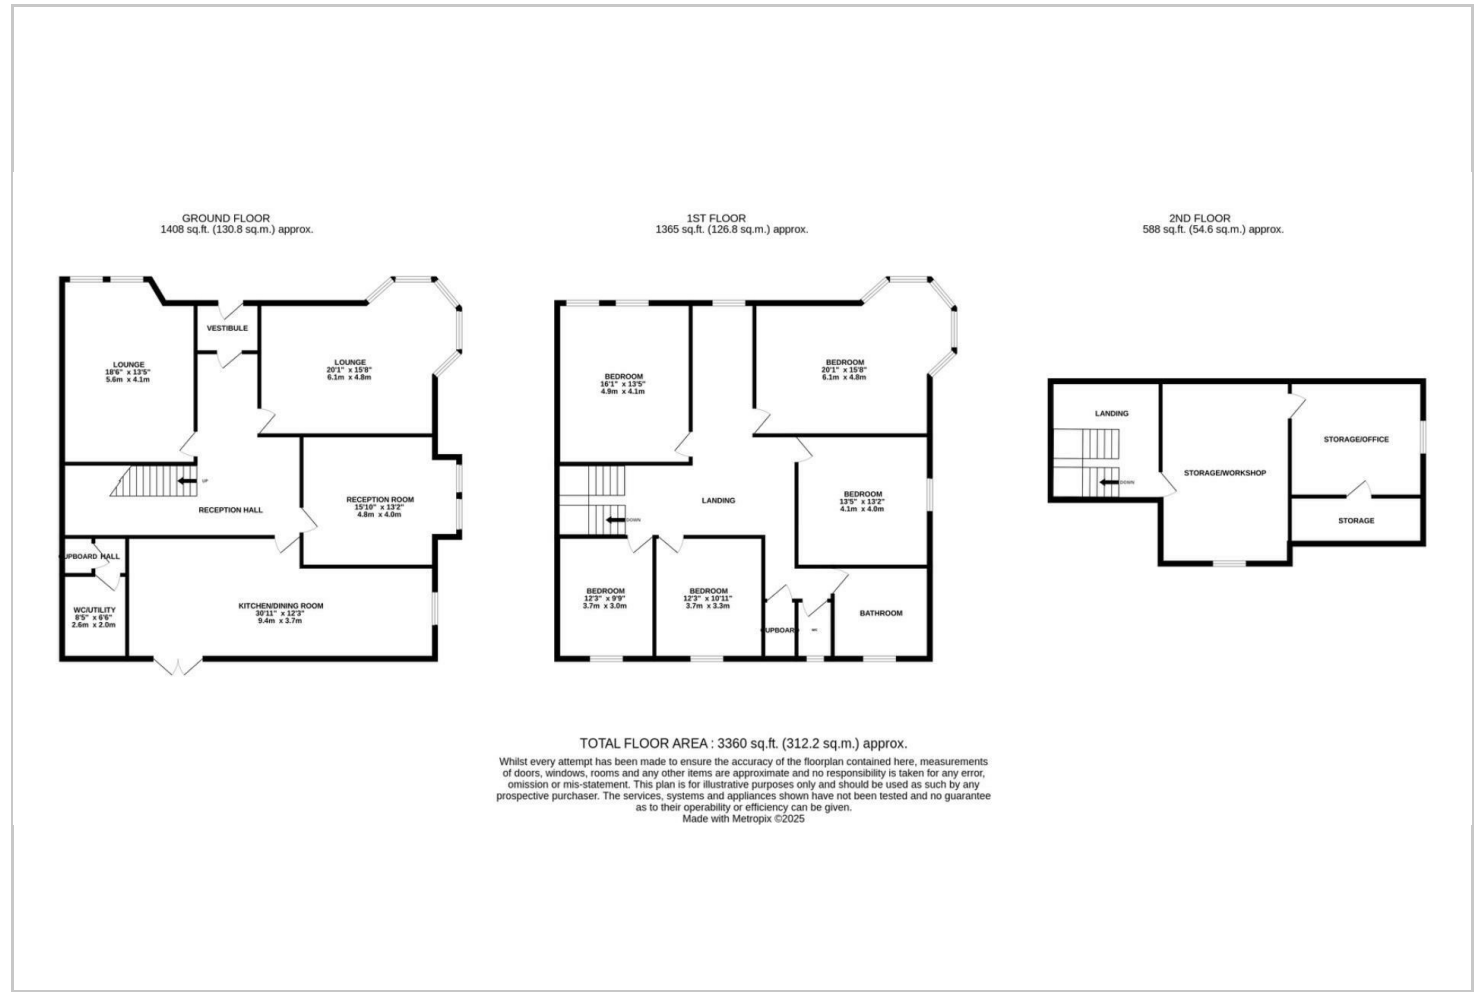 GROUND FLOOR
1408 sq.ft. (130.8 sq.m.) approx.
LOUNGE
18'6" x 13'5"
5.6m x 4.1m
VESTIBULE
LOUNGE
20'1" x 15'8"
6.1m x 4.8m
UP
RECEPTION HALL
RECEPTION ROOM
15'10" x 13'2"
4.8m x 4.0m
UPBOARD HALL
WC/UTILITY
8'5" x 6'6"
2.6m x 2.0m
KITCHEN/DINING ROOM
30'11" x 12'3"
9.4m x 3.7m
1ST FLOOR
1365 sq.ft. (126.8 sq.m.) approx.
BEDROOM
16'1" x 13'5"
4.9m x 4.1m
BEDROOM
20'1" x 15'8"
6.1m x 4.8m
LANDING
DOWN
BEDROOM
13'5" x 13'2"
4.1m x 4.0m
BEDROOM
12'3" x 9'9"
3.7m x 3.0m
BEDROOM
12'3" x 10'11"
3.7m x 3.3m
UPBOARD
BATHROOM
2ND FLOOR
588 sq.ft. (54.6 sq.m.) approx.
LANDING
DOWN
STORAGE/WORKSHOP
STORAGE/OFFICE
STORAGE
TOTAL FLOOR AREA : 3360 sq.ft. (312.2 sq.m.) approx.
Whilst every attempt has been made to ensure the accuracy of the floorplan contained here, measurements
of doors, windows, rooms and any other items are approximate and no responsibility is taken for any error,
omission or mis-statement. This plan is for illustrative purposes only and should be used as such by any
prospective purchaser. The services, systems and appliances shown have not been tested and no guarantee
as to their operability or efficiency can be given.
Made with Metropix ©2025